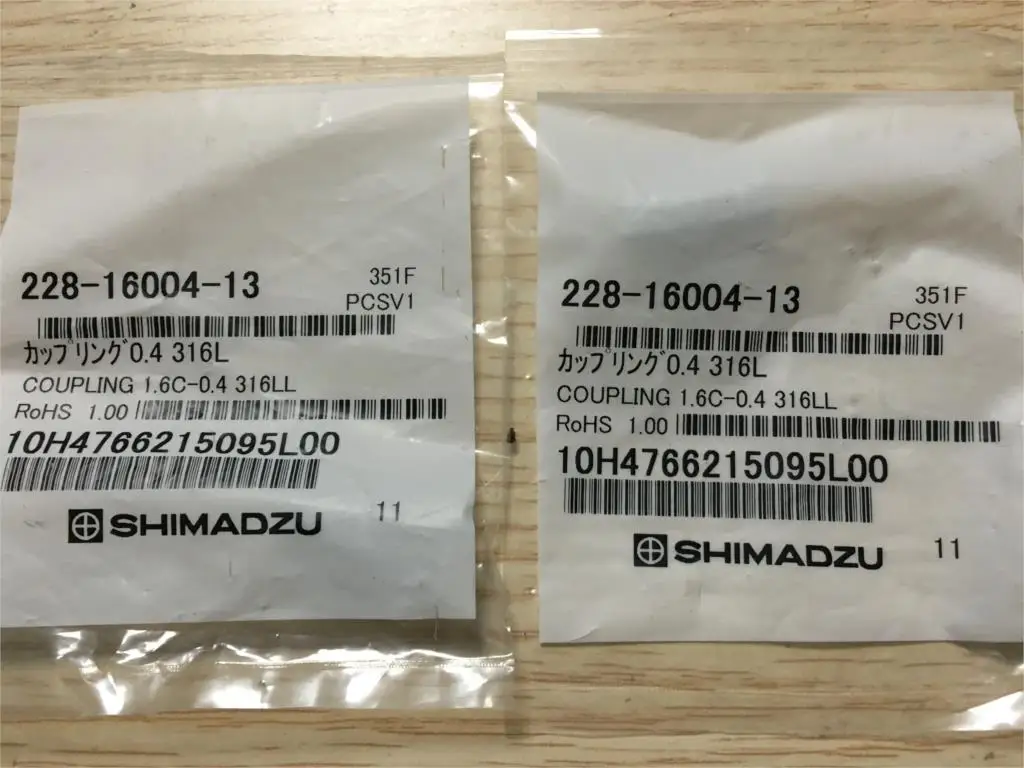 228-16004-13
351F
PCSV1
ｶｯﾌﾟﾘﾝｸﾞ0.4 316L
COUPLING 1.6C-0.4 316LL
RoHS 1.00
10H4766215095L00
SHIMADZU
11
228-16004-13
351F
PCSV1
ｶｯﾌﾟﾘﾝｸﾞ0.4 316L
COUPLING 1.6C-0.4 316LL
RoHS 1.00
10H4766215095L00
SHIMADZU
11